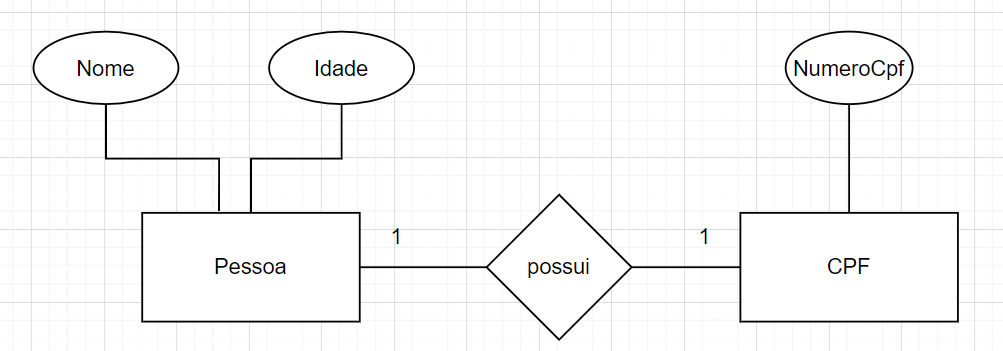 Nome
Idade
NumeroCpf
1
1
Pessoa
possui
CPF